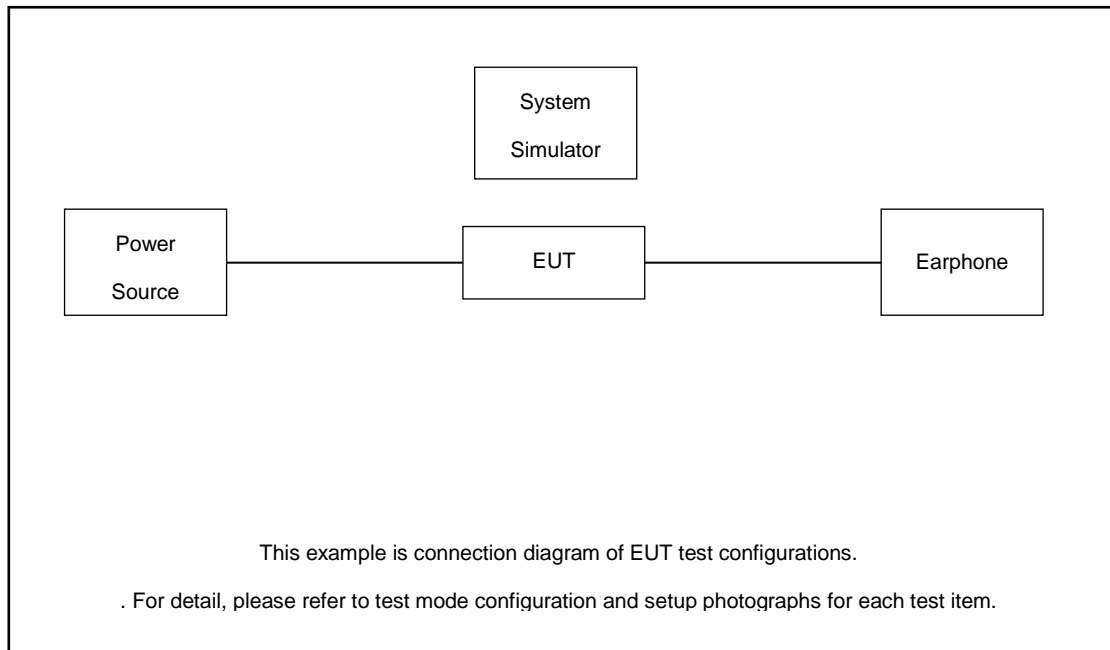 System
Simulator
Power
Source
EUT
Earphone
This example is connection diagram of EUT test configurations.
. For detail, please refer to test mode configuration and setup photographs for each test item.